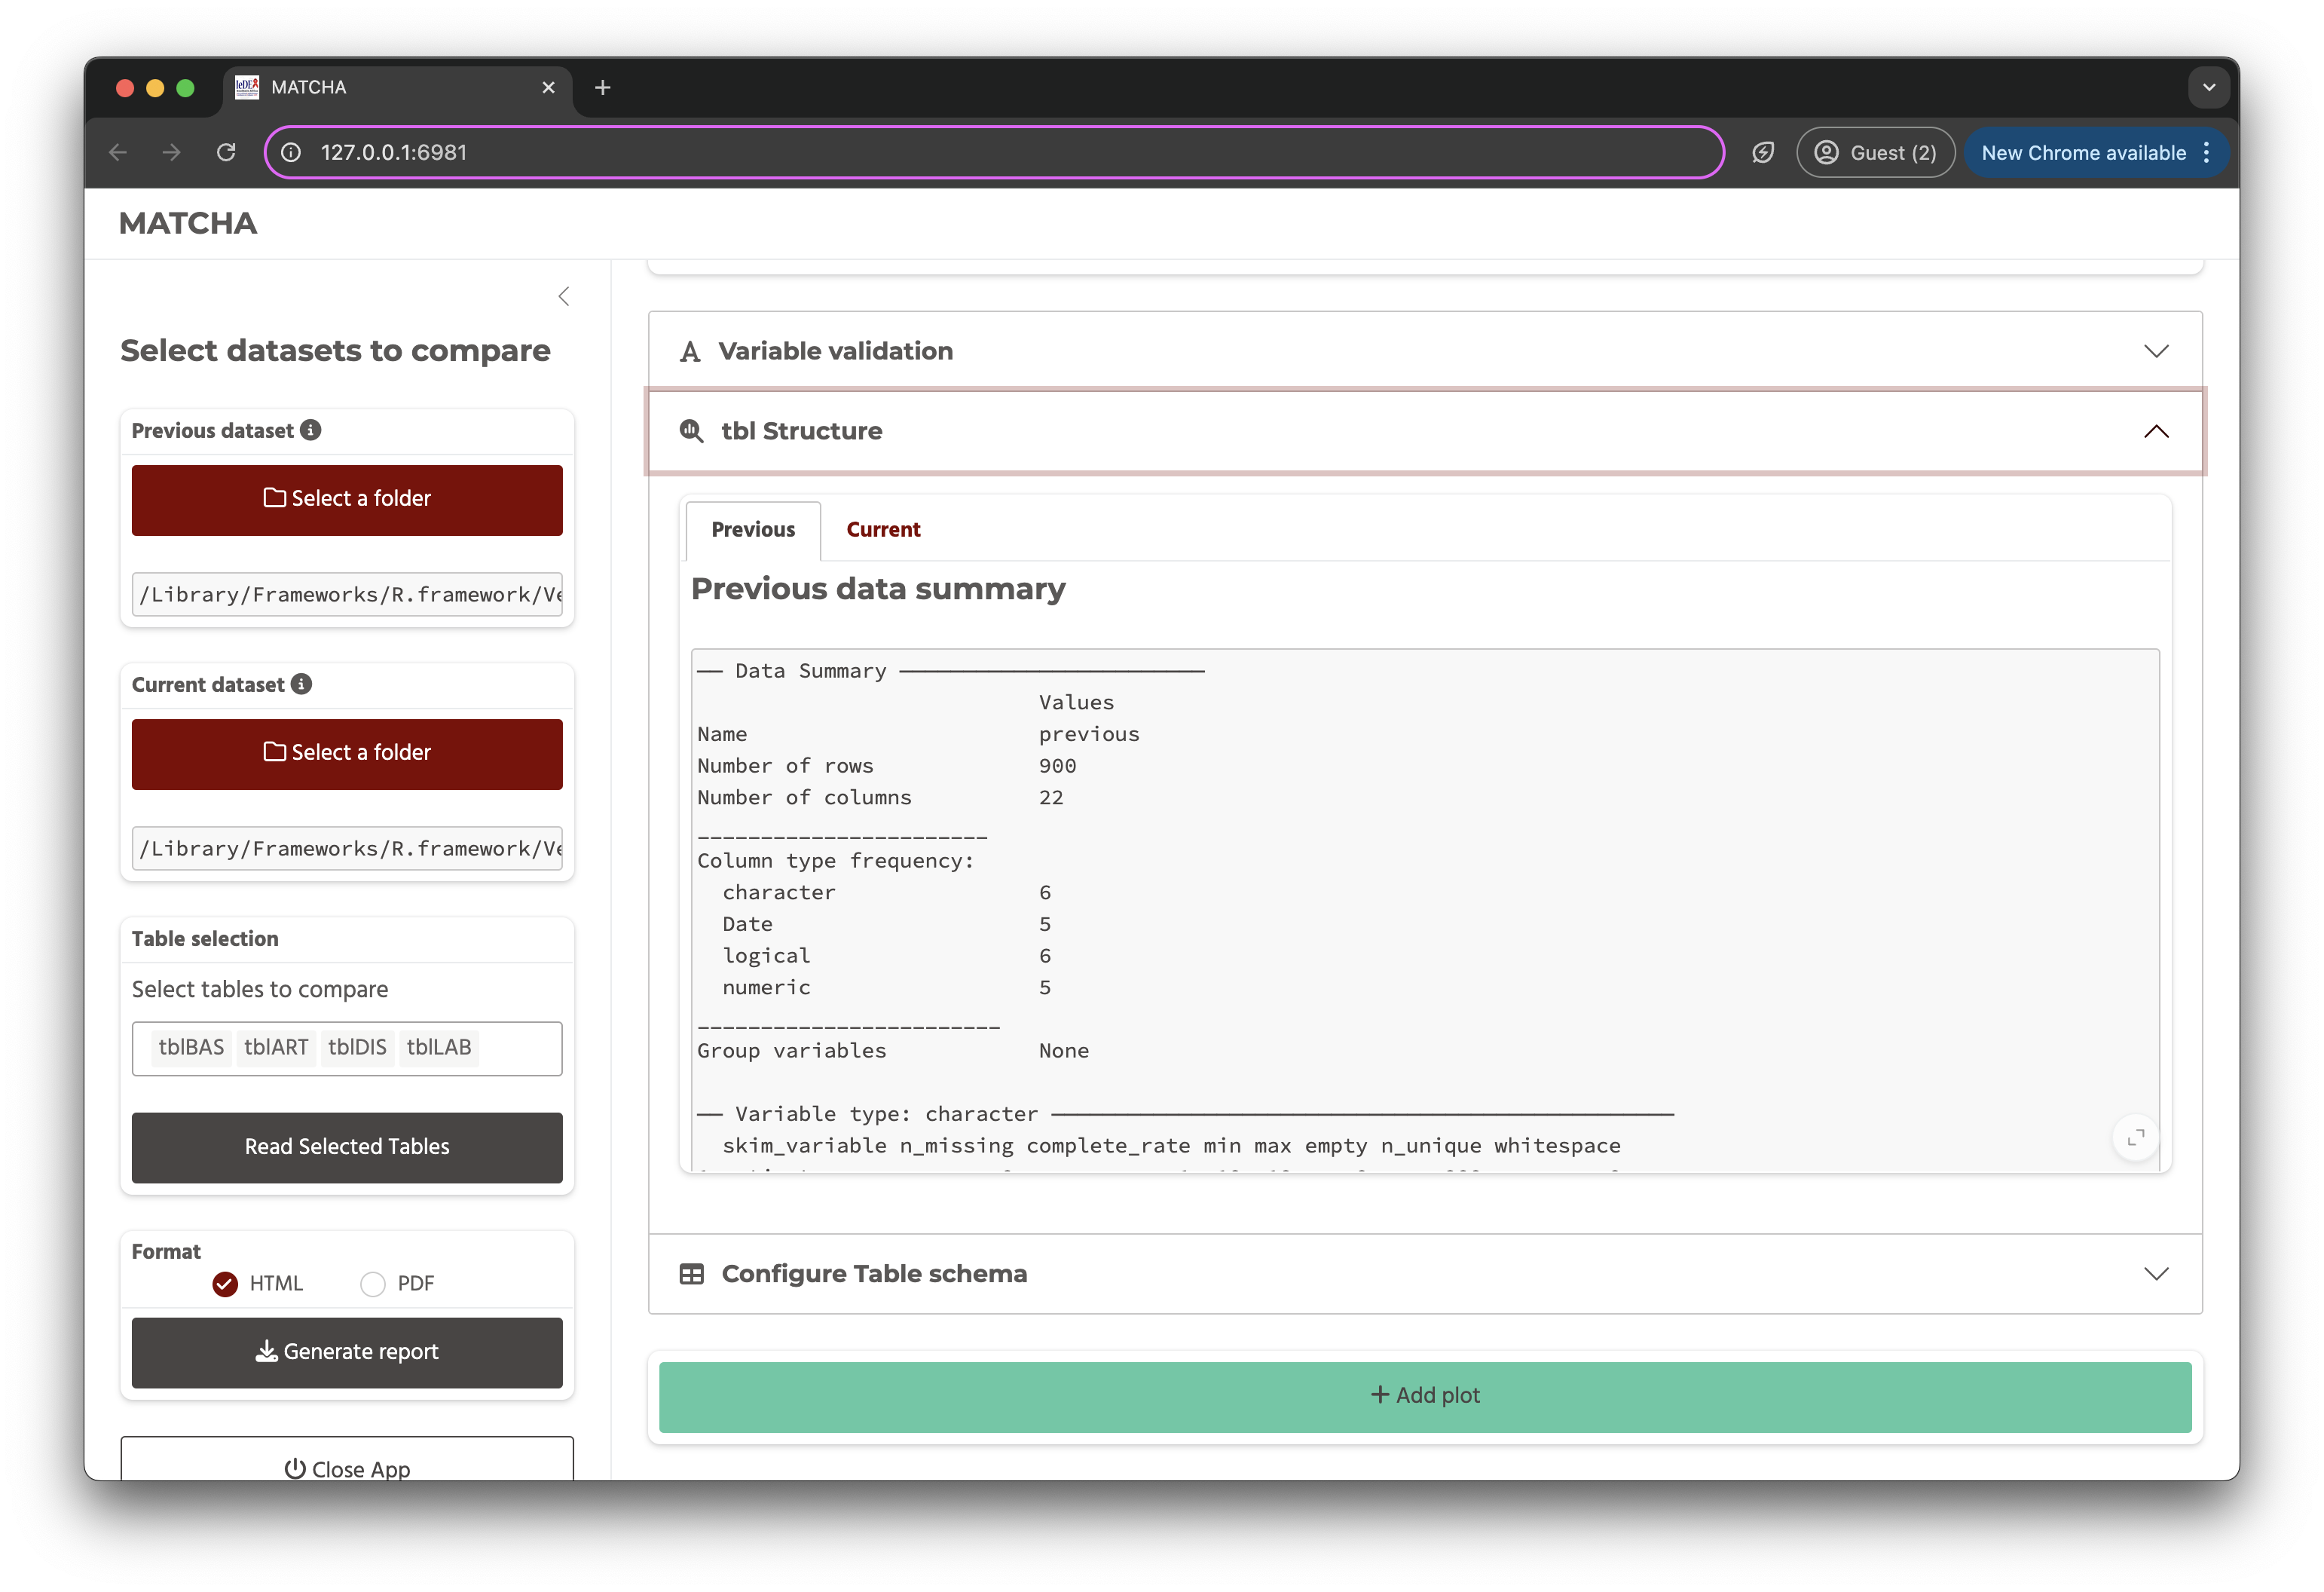 IeDEA
MATCHA
127.0.0.1:6981
Guest (2)
New Chrome available
MATCHA
Select datasets to compare
Previous dataset
Select a folder
/Library/Frameworks/R.framework/Ve
Current dataset
Select a folder
/Library/Frameworks/R.framework/Ve
Table selection
Select tables to compare
tblBAS tblART tblDIS tblLAB
Read Selected Tables
Format
HTML PDF
Generate report
Close App
Variable validation
tbl Structure
Previous Current
Previous data summary
── Data Summary ────────────────────────
Values
Name previous
Number of rows 900
Number of columns 22
_______________________
Column type frequency:
character 6
Date 5
logical 6
numeric 5
________________________
Group variables None
── Variable type: character ─────────────────────────────────────────────────
skim_variable n_missing complete_rate min max empty n_unique whitespace
Configure Table schema
Add plot